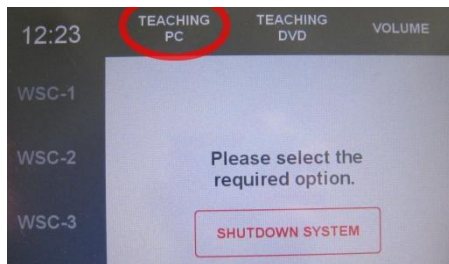 12:23
TEACHING PC
TEACHING DVD
VOLUME
WSC-1
WSC-2
WSC-3
Please select the
required option.
SHUTDOWN SYSTEM